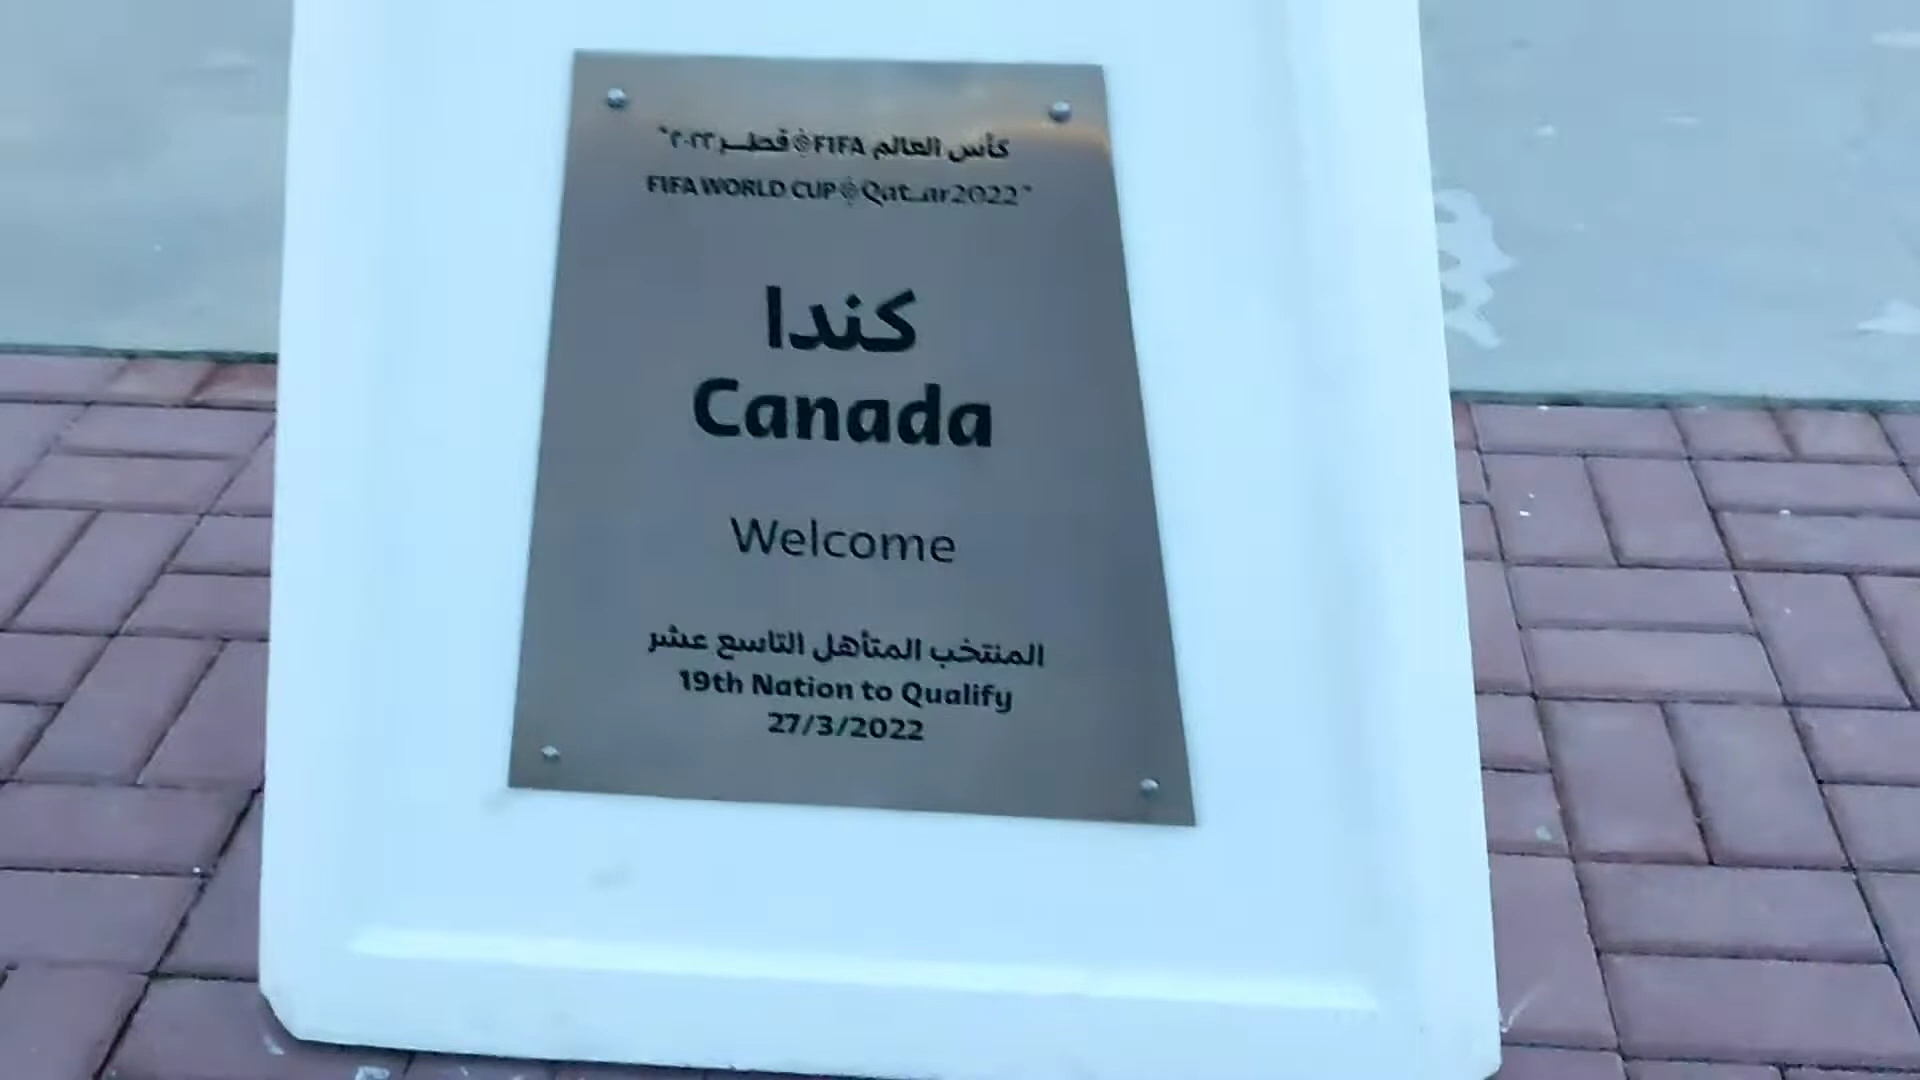 كأس العالم FIFA قطر ٢٠٢٢
FIFA WORLD CUP Qatar2022
كندا
Canada
Welcome
المنتخب المتأهل التاسع عشر
19th Nation to Qualify
27/3/2022